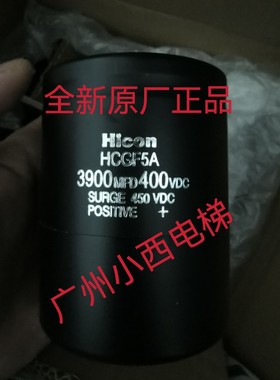 全新原厂正品
Hicon
HCGF5A
3900MFD400VDC
SURGE 450 VDC
POSITIVE +
广州小西电梯